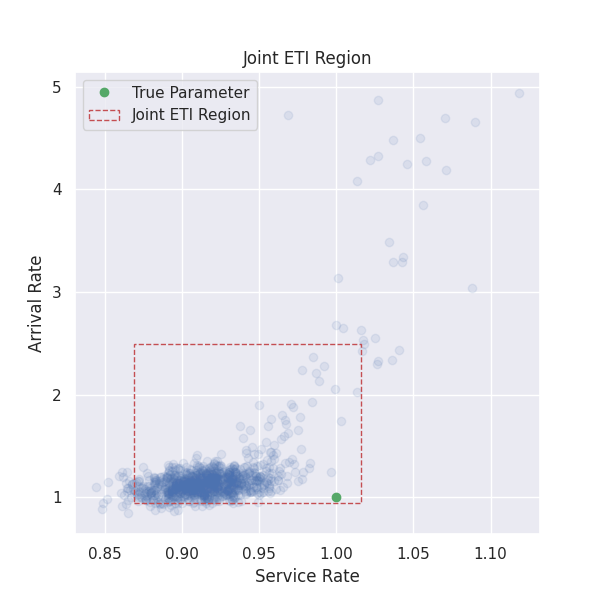 Joint ETI Region
True Parameter
Joint ETI Region
5
4
3
2
1
Arrival Rate
0.85 0.90 0.95 1.00 1.05 1.10
Service Rate